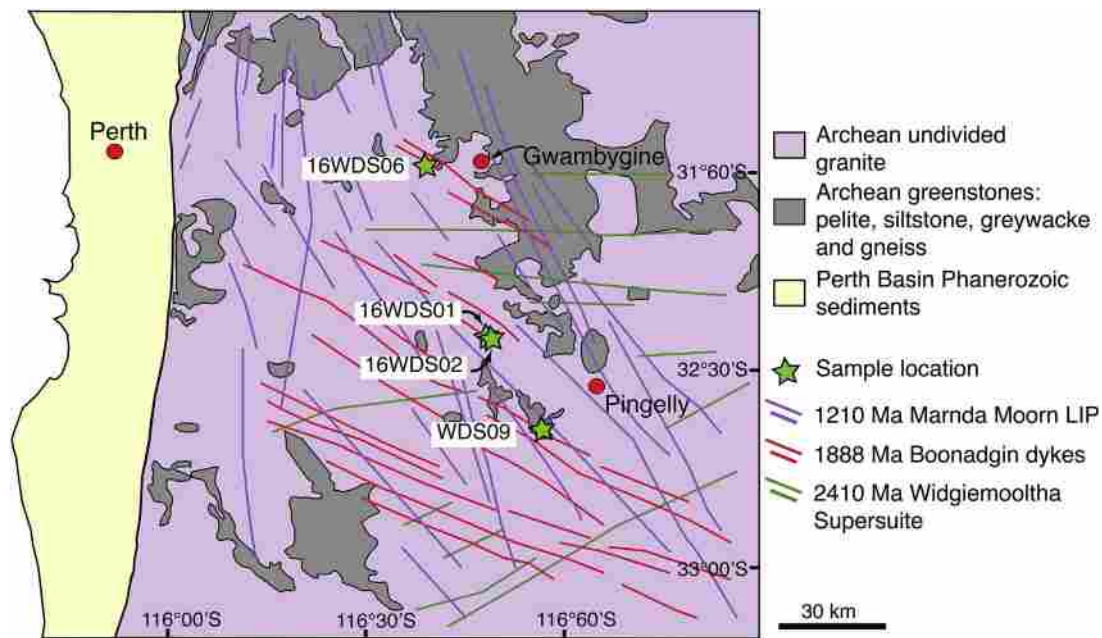 Perth
16WDS06
Gwambygine
31°60'S
16WDS01
16WDS02
32°30'S
Pingelly
WDS09
33°00'S
116°00'S
116°30'S
116°60'S
Archean undivided
granite
Archean greenstones:
pelite, siltstone, greywacke
and gneiss
Perth Basin Phanerozoic
sediments
Sample location
1210 Ma Marnda Moorn LIP
1888 Ma Boonadgin dykes
2410 Ma Widgiemooltha
Supersuite
30 km